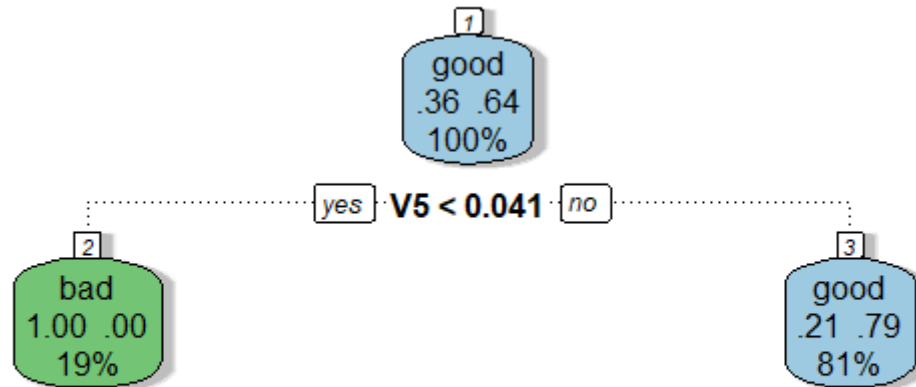 1
good
.36 .64
100%
yes V5 < 0.041 no
2
bad
1.00 .00
19%
3
good
.21 .79
81%